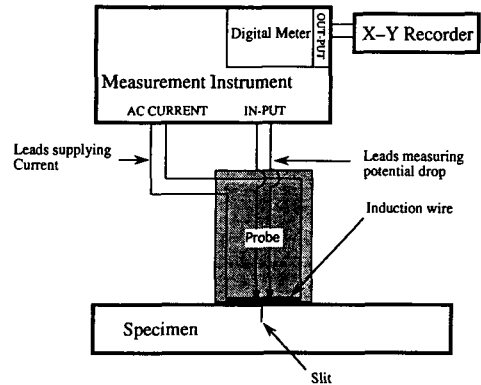 Digital Meter
OUT-PUT
X-Y Recorder
Measurement Instrument
AC CURRENT
IN-PUT
Leads supplying
Current
Leads measuring
potential drop
Induction wire
Probe
Specimen
Slit